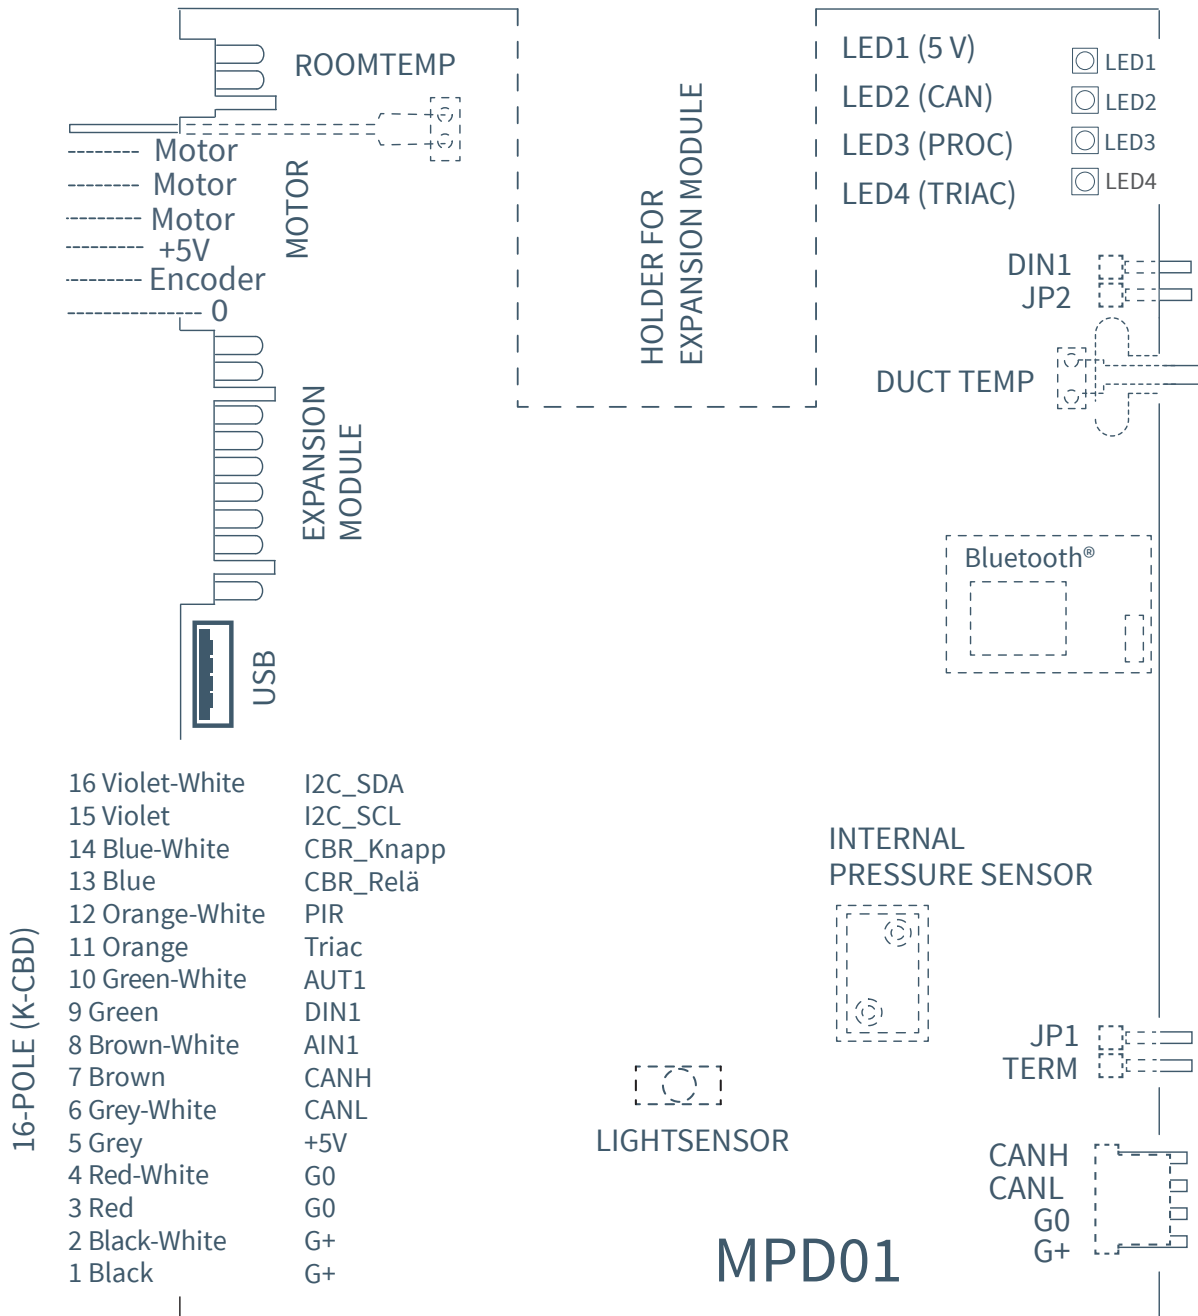 ROOMTEMP
Motor
Motor
Motor
+5V
Encoder
0
MOTOR
EXPANSION
MODULE
USB
HOLDER FOR
EXPANSION MODULE
LED1 (5 V)
LED2 (CAN)
LED3 (PROC)
LED4 (TRIAC)
LED1
LED2
LED3
LED4
DIN1
JP2
DUCT TEMP
Bluetooth®
16-POLE (K-CBD)
16 Violet-White I2C_SDA
15 Violet I2C_SCL
14 Blue-White CBR_Knapp
13 Blue CBR_Relä
12 Orange-White PIR
11 Orange Triac
10 Green-White AUT1
9 Green DIN1
8 Brown-White AIN1
7 Brown CANH
6 Grey-White CANL
5 Grey +5V
4 Red-White G0
3 Red G0
2 Black-White G+
1 Black G+
INTERNAL
PRESSURE SENSOR
LIGHTSENSOR
JP1
TERM
CANH
CANL
G0
G+
MPD01